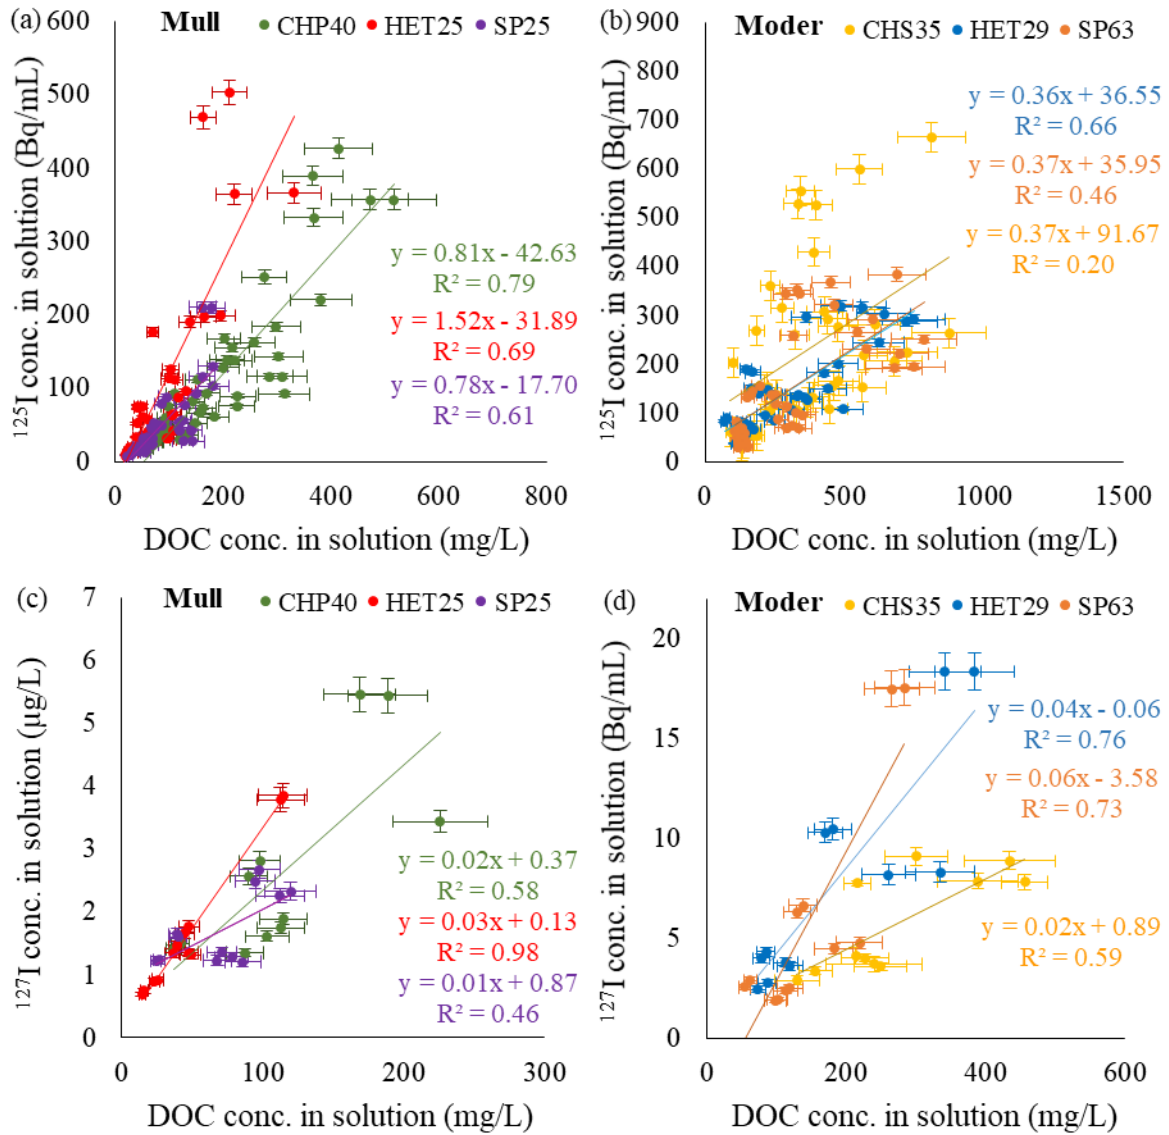 (a)
Mull
CHP40 HET25 SP25
600
500
400
300
200
100
0
¹²⁵I conc. in solution (Bq/mL)
y = 0.81x - 42.63
R² = 0.79
y = 1.52x - 31.89
R² = 0.69
y = 0.78x - 17.70
R² = 0.61
0 200 400 600 800
DOC conc. in solution (mg/L)
(b)
Moder
CHS35 HET29 SP63
900
800
700
600
500
400
300
200
100
0
¹²⁵I conc. in solution (Bq/mL)
y = 0.36x + 36.55
R² = 0.66
y = 0.37x + 35.95
R² = 0.46
y = 0.37x + 91.67
R² = 0.20
0 500 1000 1500
DOC conc. in solution (mg/L)
(c)
Mull
CHP40 HET25 SP25
7
6
5
4
3
2
1
0
¹²⁷I conc. in solution (µg/L)
y = 0.02x + 0.37
R² = 0.58
y = 0.03x + 0.13
R² = 0.98
y = 0.01x + 0.87
R² = 0.46
0 100 200 300
DOC conc. in solution (mg/L)
(d)
Moder
CHS35 HET29 SP63
20
15
10
5
0
¹²⁷I conc. in solution (Bq/mL)
y = 0.04x - 0.06
R² = 0.76
y = 0.06x - 3.58
R² = 0.73
y = 0.02x + 0.89
R² = 0.59
0 200 400 600
DOC conc. in solution (mg/L)